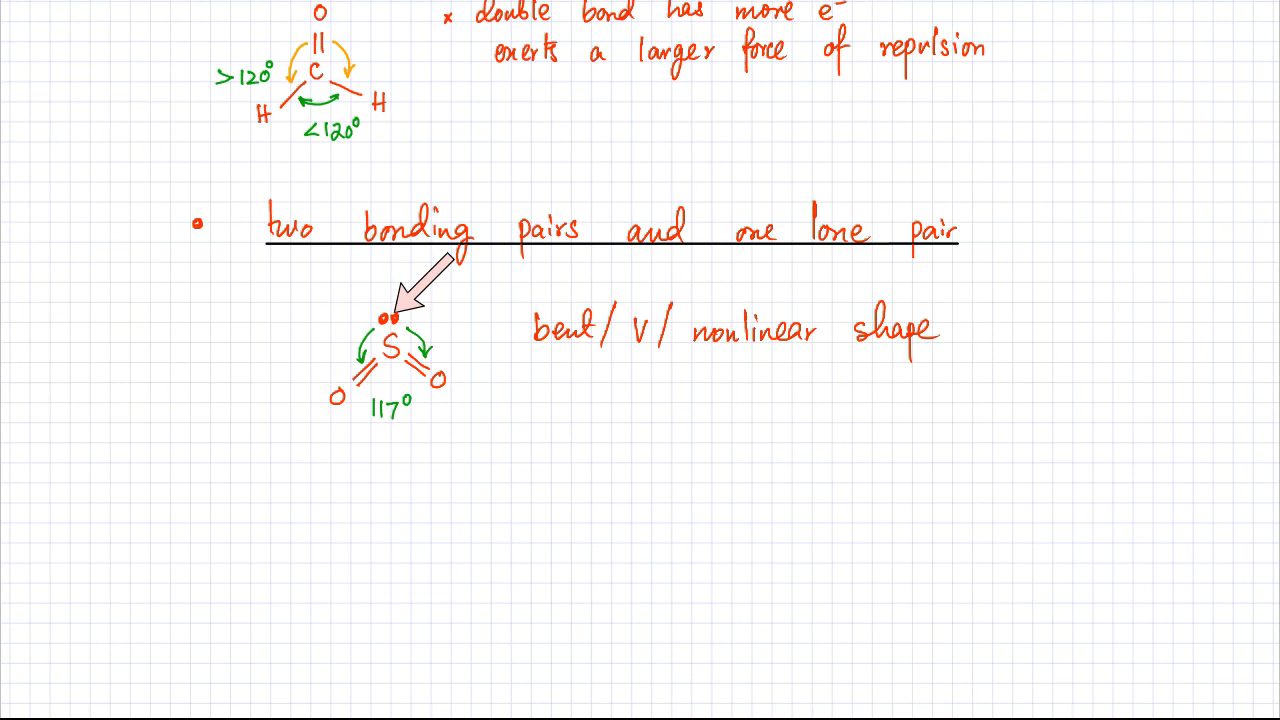 O
× double bond has more e⁻
exerts a larger force of repulsion
>120°
C
H
H
<120°
• two bonding pairs and one lone pair
S
O
O
117°
bent/ V/ nonlinear shape